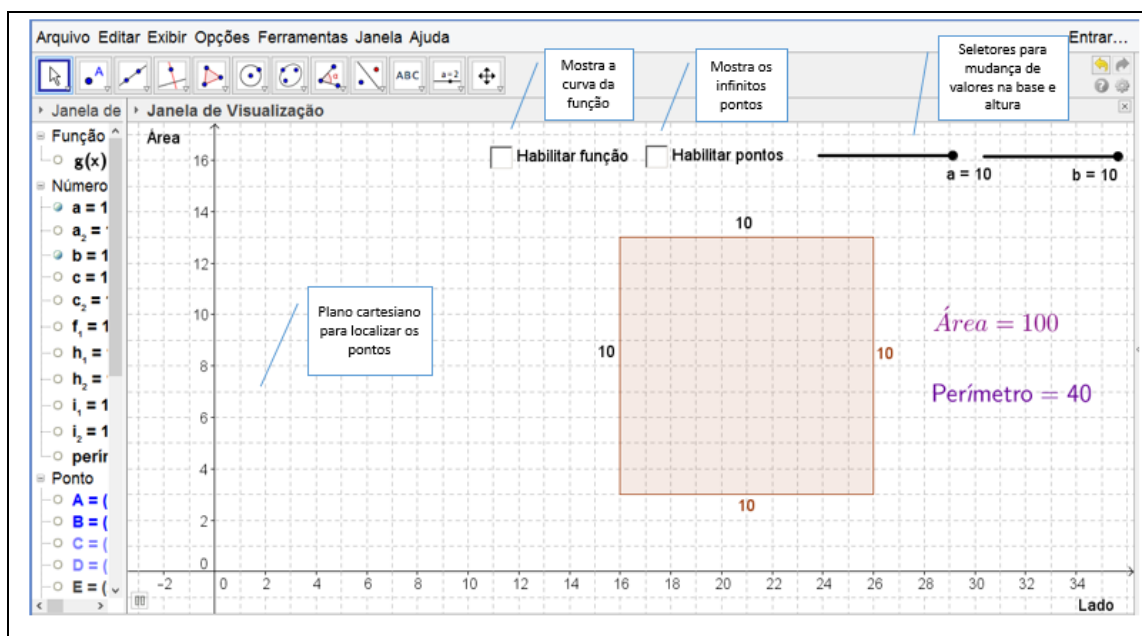 Arquivo Editar Exibir Opções Ferramentas Janela Ajuda
Entrar...
Mostra a
curva da
função
Mostra os
infinitos
pontos
Seletores para
mudança de
valores na base e
altura
A
ABC
a=2
Janela de
Janela de Visualização
Função
g(x)
Número
a = 1
a₂ =
b = 1
c = 1
c₂ =
f₁ = 1
h₁ =
h₂ =
i₁ = 1
i₂ = 1
perir
Ponto
A = (
B = (
C = (
D = (
E = (
Área
Habilitar função
Habilitar pontos
a = 10
b = 10
16
14
12
10
8
6
4
2
0
Plano cartesiano
para localizar os
pontos
10
10
10
10
Área = 100
Perímetro = 40
-2 0 2 4 6 8 10 12 14 16 18 20 22 24 26 28 30 32 34
Lado